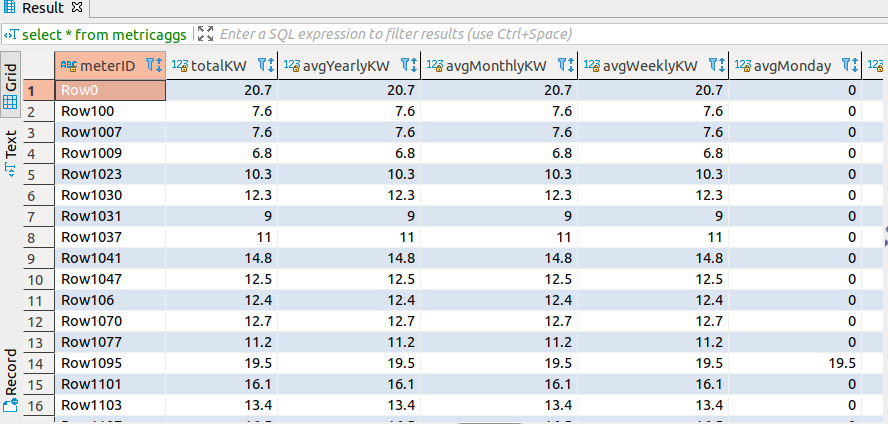 Result
select * from metricaggs Enter a SQL expression to filter results (use Ctrl+Space)
Grid
Text
Record
ABC meterID 123 totalKW 123 avgYearlyKW 123 avgMonthlyKW 123 avgWeeklyKW 123 avgMonday
1 Row0 20.7 20.7 20.7 20.7 0
2 Row100 7.6 7.6 7.6 7.6 0
3 Row1007 7.6 7.6 7.6 7.6 0
4 Row1009 6.8 6.8 6.8 6.8 0
5 Row1023 10.3 10.3 10.3 10.3 0
6 Row1030 12.3 12.3 12.3 12.3 0
7 Row1031 9 9 9 9 0
8 Row1037 11 11 11 11 0
9 Row1041 14.8 14.8 14.8 14.8 0
10 Row1047 12.5 12.5 12.5 12.5 0
11 Row106 12.4 12.4 12.4 12.4 0
12 Row1070 12.7 12.7 12.7 12.7 0
13 Row1077 11.2 11.2 11.2 11.2 0
14 Row1095 19.5 19.5 19.5 19.5 19.5
15 Row1101 16.1 16.1 16.1 16.1 0
16 Row1103 13.4 13.4 13.4 13.4 0